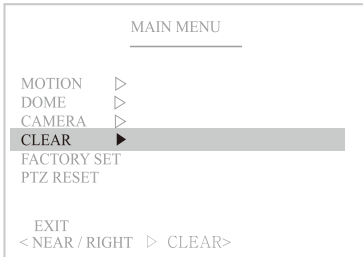 MAIN MENU
MOTION ▷
DOME ▷
CAMERA ▷
CLEAR ▶
FACTORY SET
PTZ RESET
EXIT
< NEAR / RIGHT ▷ CLEAR>